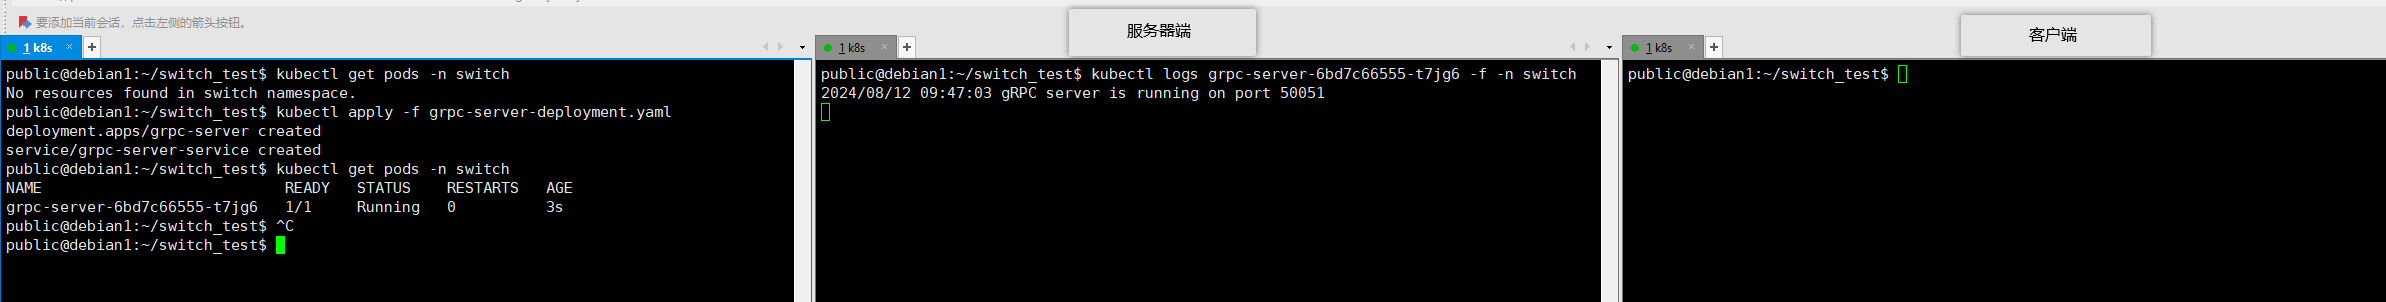 要添加当前会话，点击左侧的箭头按钮。
服务器端
客户端
1 k8s × +
1 k8s × +
1 k8s × +
public@debian1:~/switch_test$ kubectl get pods -n switch
No resources found in switch namespace.
public@debian1:~/switch_test$ kubectl apply -f grpc-server-deployment.yaml
deployment.apps/grpc-server created
service/grpc-server-service created
public@debian1:~/switch_test$ kubectl get pods -n switch
NAME READY STATUS RESTARTS AGE
grpc-server-6bd7c66555-t7jg6 1/1 Running 0 3s
public@debian1:~/switch_test$ ^C
public@debian1:~/switch_test$
public@debian1:~/switch_test$ kubectl logs grpc-server-6bd7c66555-t7jg6 -f -n switch
2024/08/12 09:47:03 gRPC server is running on port 50051
public@debian1:~/switch_test$